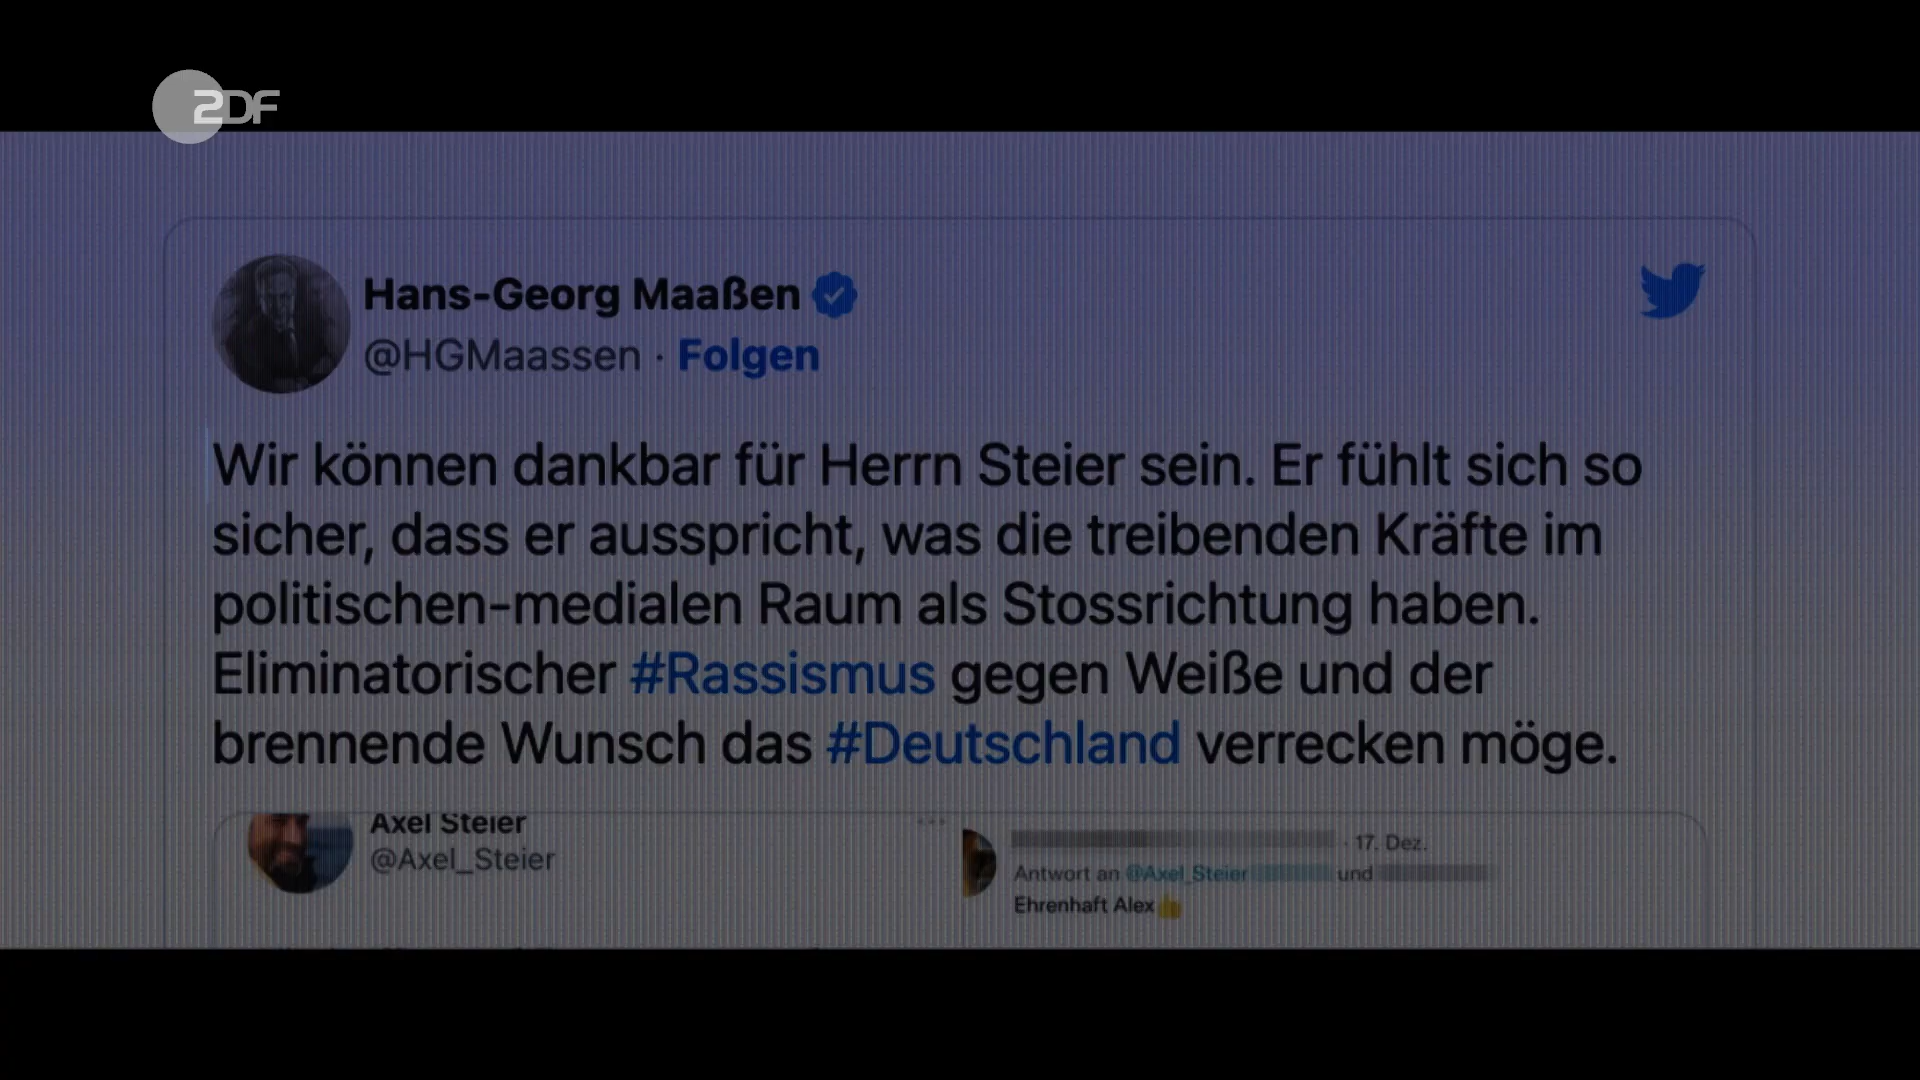 ZDF
Hans-Georg Maaßen
@HGMaassen · Folgen
Wir können dankbar für Herrn Steier sein. Er fühlt sich so
sicher, dass er ausspricht, was die treibenden Kräfte im
politischen-medialen Raum als Stossrichtung haben.
Eliminatorischer #Rassismus gegen Weiße und der
brennende Wunsch das #Deutschland verrecken möge.
Axel Steier
@Axel_Steier
· 17. Dez.
Antwort an @Axel_Steier und
Ehrenhaft Alex👍